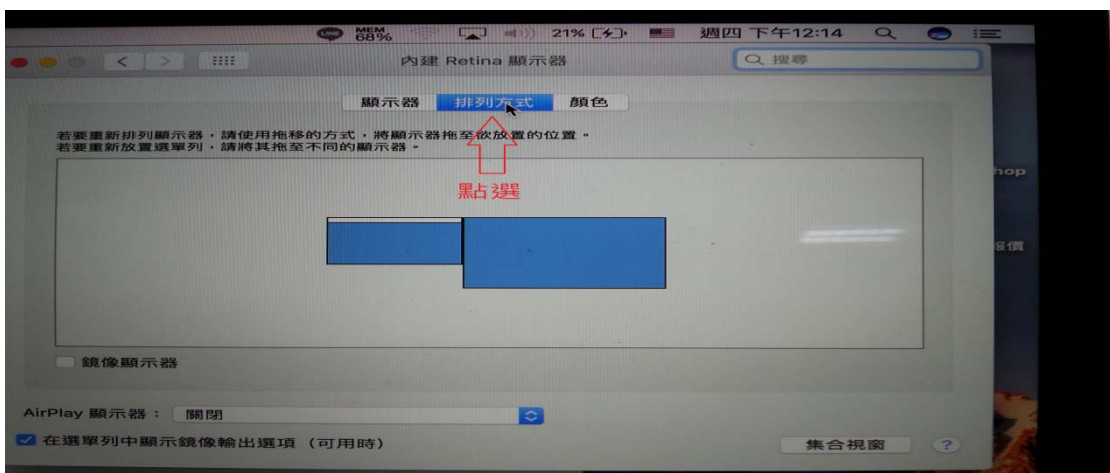 LINE MEM 68% 21% 週四 下午12:14
內建 Retina 顯示器 搜尋
顯示器 排列方式 顏色
若要重新排列顯示器,請使用拖移的方式,將顯示器拖至欲放置的位置。
若要重新放置選單列,請將其拖至不同的顯示器。
點選
hop
報價
鏡像顯示器
AirPlay 顯示器: 關閉
在選單列中顯示鏡像輸出選項(可用時) 集合視窗 ?